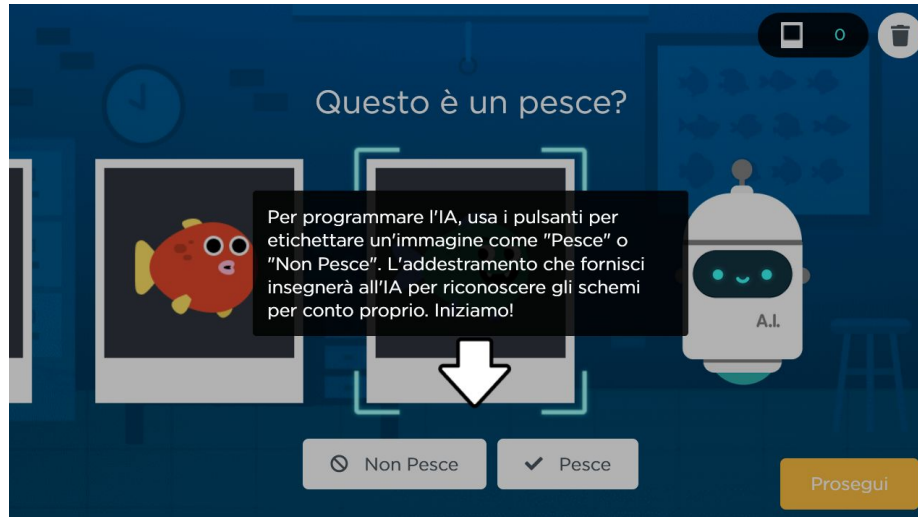 0
Questo è un pesce?
Per programmare l'IA, usa i pulsanti per
etichettare un'immagine come "Pesce" o
"Non Pesce". L'addestramento che fornisci
insegnerà all'IA per riconoscere gli schemi
per conto proprio. Iniziamo!
A.I.
Non Pesce
Pesce
Prosegui